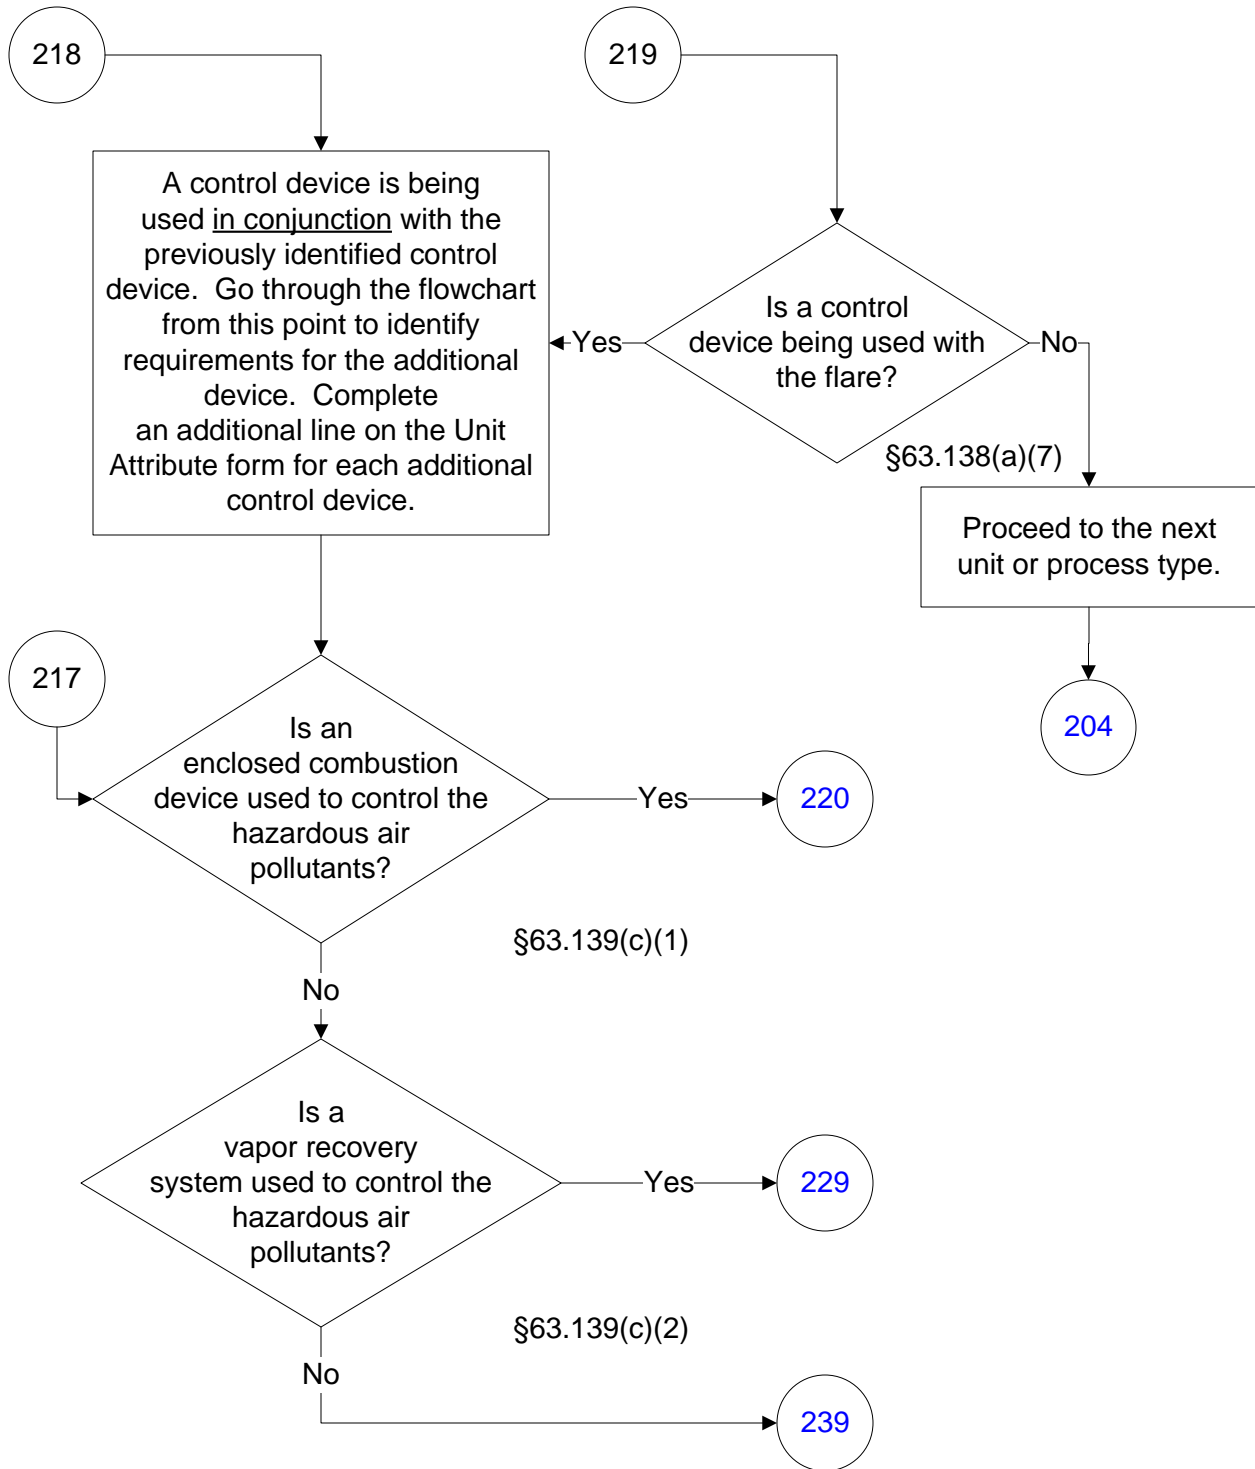 218
219
A control device is being
used in conjunction with the
previously identified control
device.  Go through the flowchart
from this point to identify
requirements for the additional
device.  Complete
an additional line on the Unit
Attribute form for each additional
control device.
Is a control
device being used with
the flare?
Yes
No
§63.138(a)(7)
Proceed to the next
unit or process type.
204
217
Is an
enclosed combustion
device used to control the
hazardous air
pollutants?
Yes
220
§63.139(c)(1)
No
Is a
vapor recovery
system used to control the
hazardous air
pollutants?
Yes
229
§63.139(c)(2)
No
239